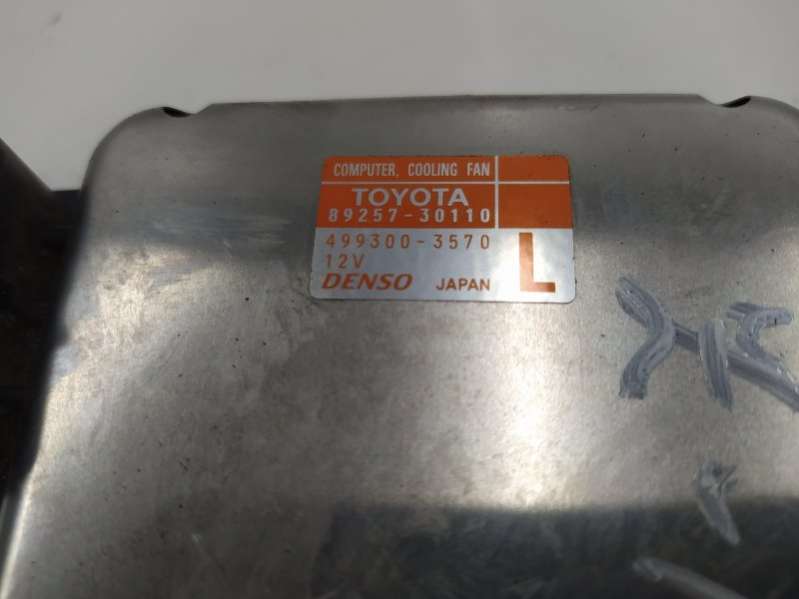 COMPUTER, COOLING FAN
TOYOTA
89257-30110
499300-3570
12V
L
DENSO JAPAN